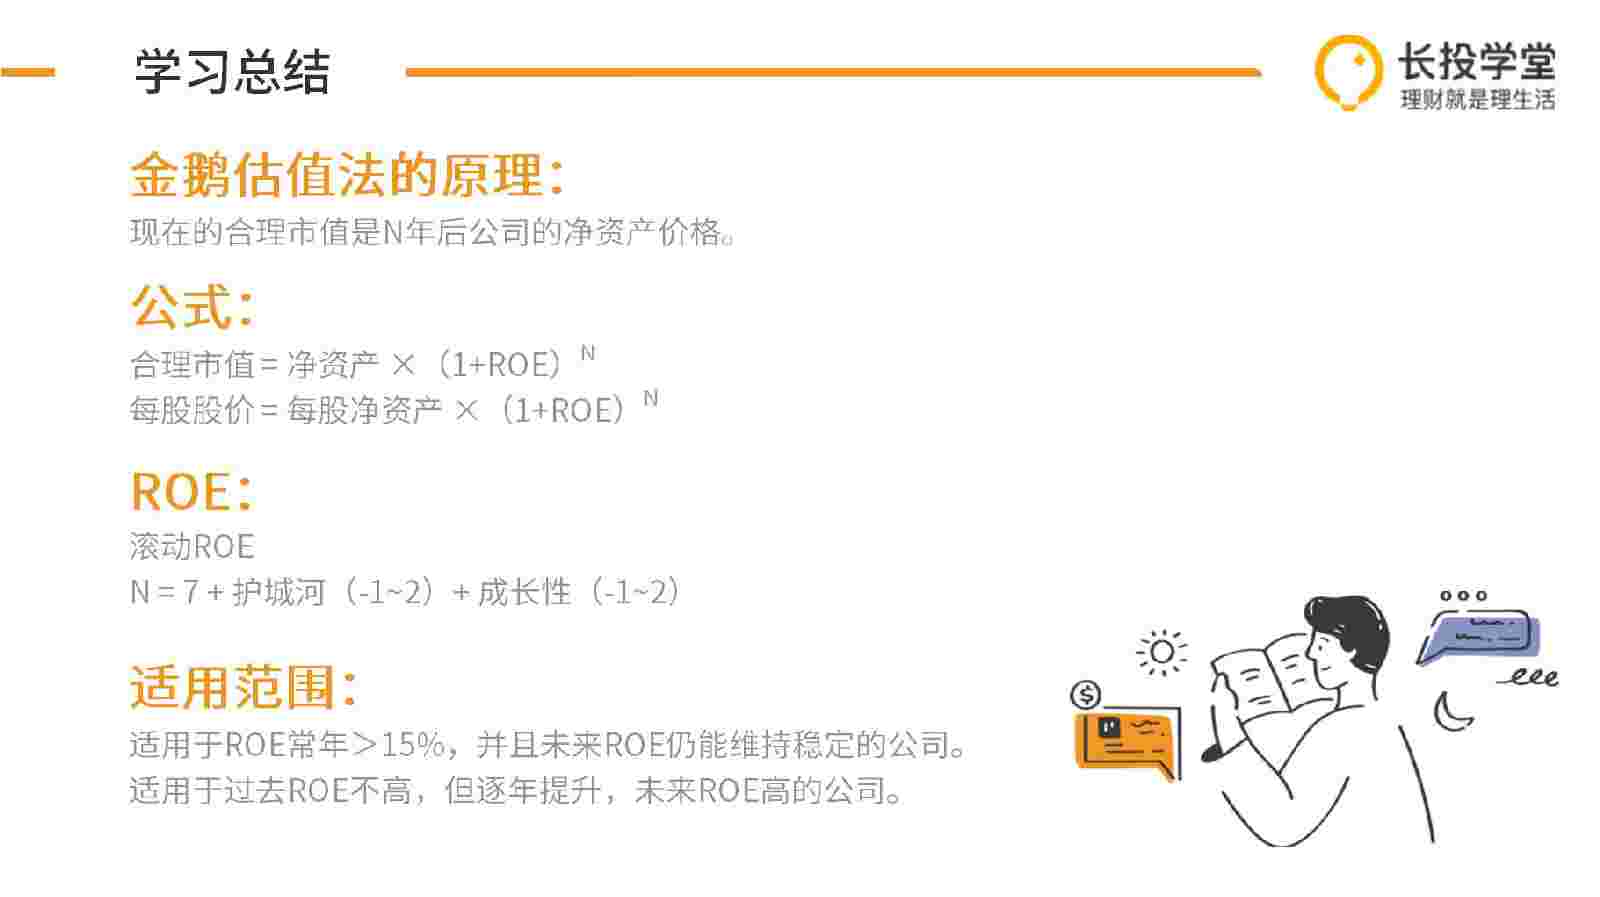 学习总结
长投学堂
理财就是理生活
金鹅估值法的原理：
现在的合理市值是N年后公司的净资产价格。
公式：
合理市值 = 净资产 ×（1+ROE）N
每股股价 = 每股净资产 ×（1+ROE）N
ROE：
滚动ROE
N = 7 + 护城河（-1~2）+ 成长性（-1~2）
适用范围：
适用于ROE常年＞15%，并且未来ROE仍能维持稳定的公司。
适用于过去ROE不高，但逐年提升，未来ROE高的公司。
$